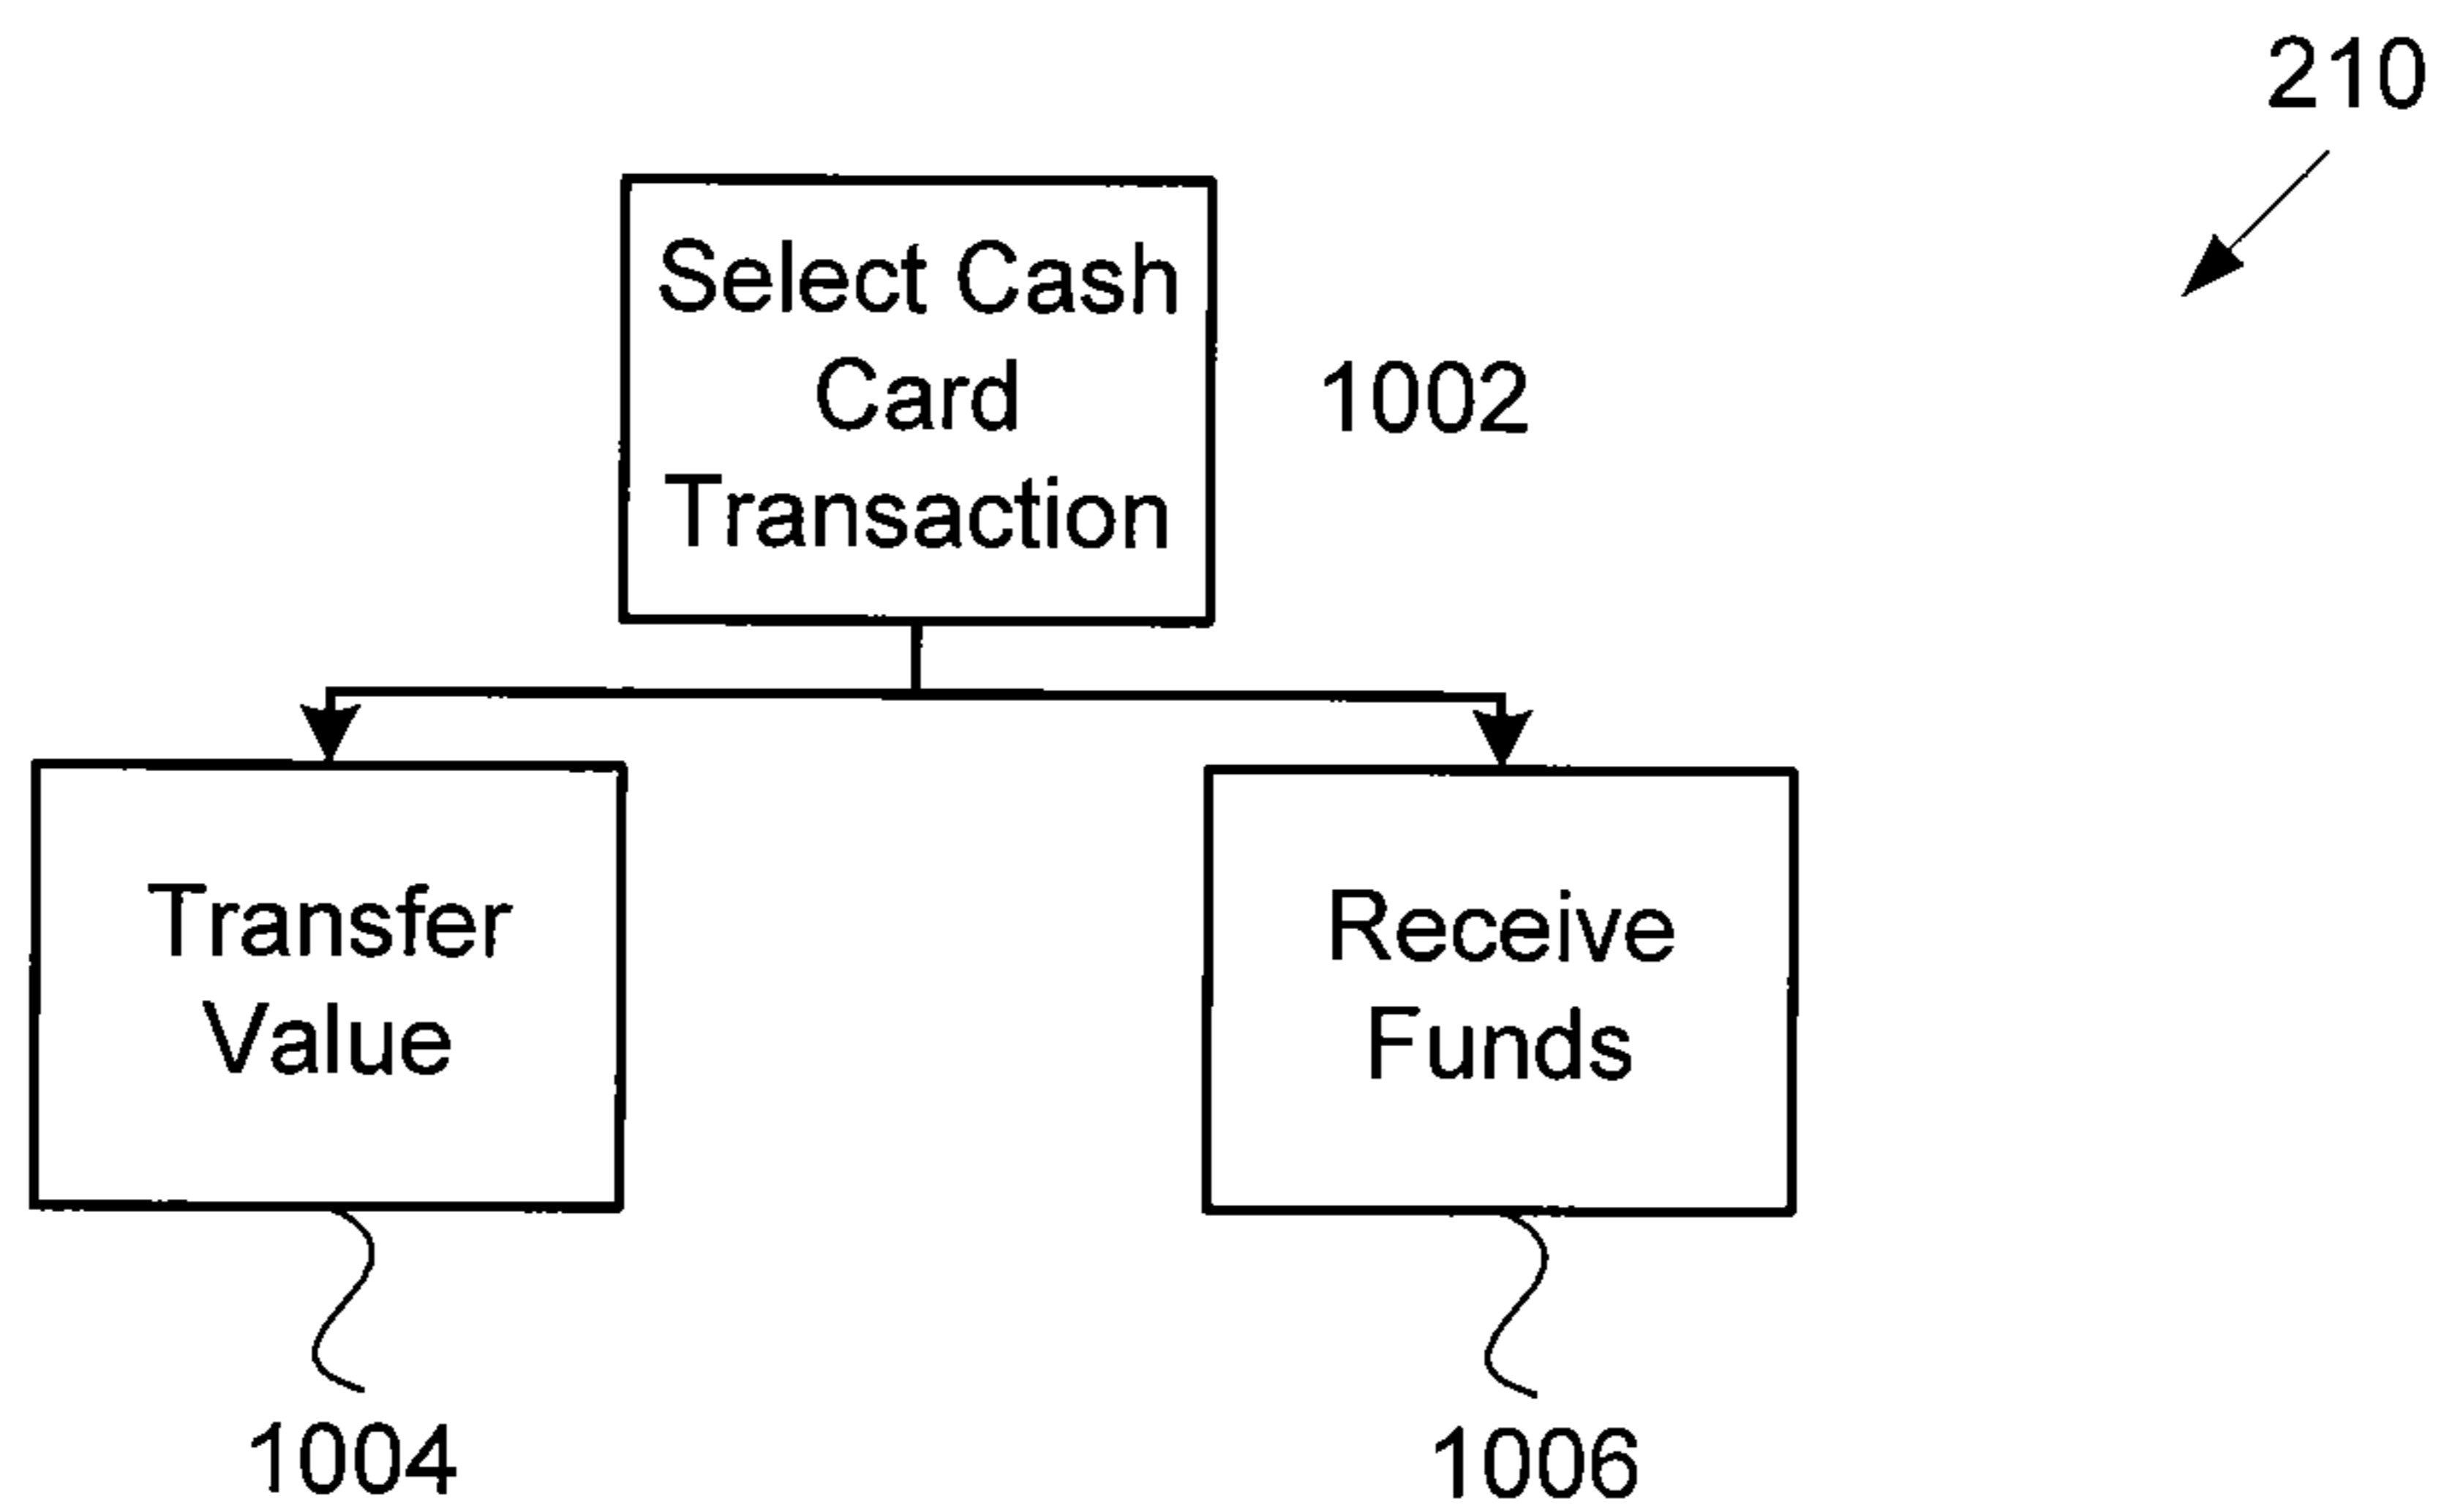 210
Select Cash
Card
Transaction
1002
Transfer
Value
Receive
Funds
1004
1006